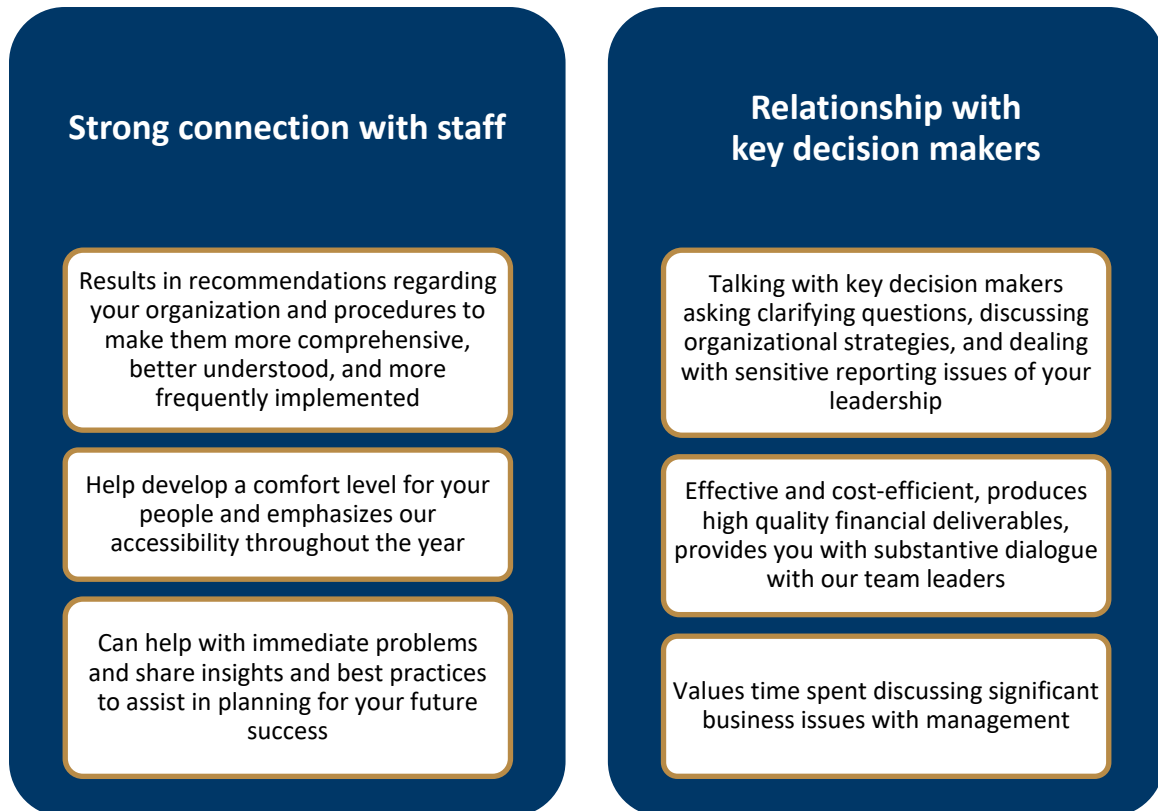 Strong connection with staff
Results in recommendations regarding
your organization and procedures to
make them more comprehensive,
better understood, and more
frequently implemented
Help develop a comfort level for your
people and emphasizes our
accessibility throughout the year
Can help with immediate problems
and share insights and best practices
to assist in planning for your future
success
Relationship with
key decision makers
Talking with key decision makers
asking clarifying questions, discussing
organizational strategies, and dealing
with sensitive reporting issues of your
leadership
Effective and cost-efficient, produces
high quality financial deliverables,
provides you with substantive dialogue
with our team leaders
Values time spent discussing significant
business issues with management